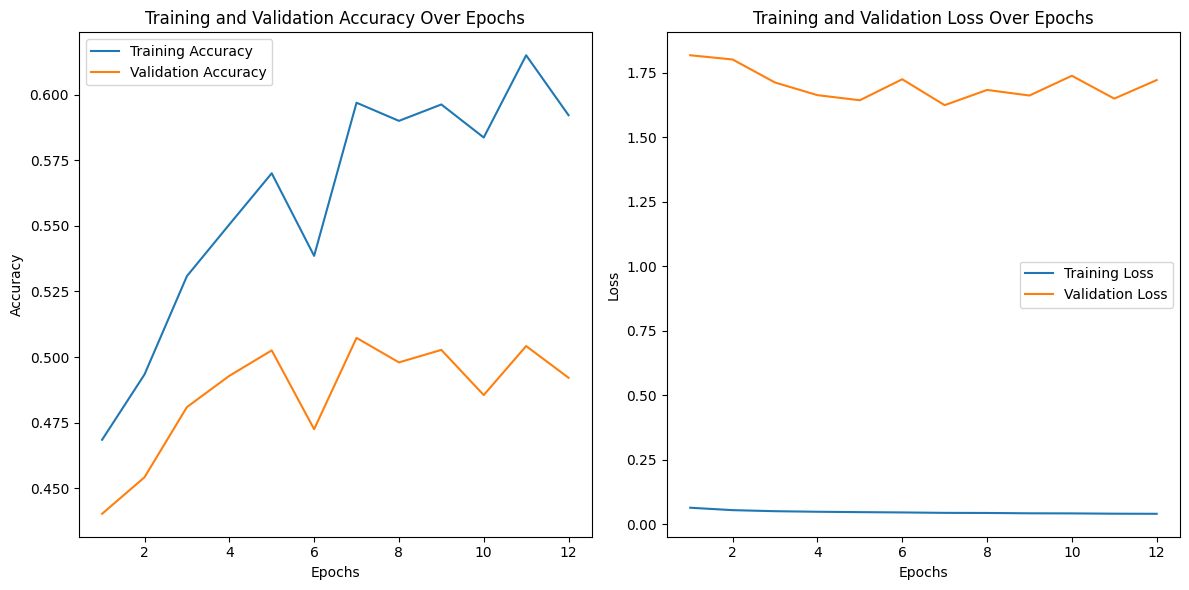 Training and Validation Accuracy Over Epochs
Training Accuracy
Validation Accuracy
0.600
0.575
0.550
0.525
0.500
0.475
0.450
Accuracy
2 4 6 8 10 12
Epochs
Training and Validation Loss Over Epochs
1.75
1.50
1.25
1.00
0.75
0.50
0.25
0.00
Loss
Training Loss
Validation Loss
2 4 6 8 10 12
Epochs